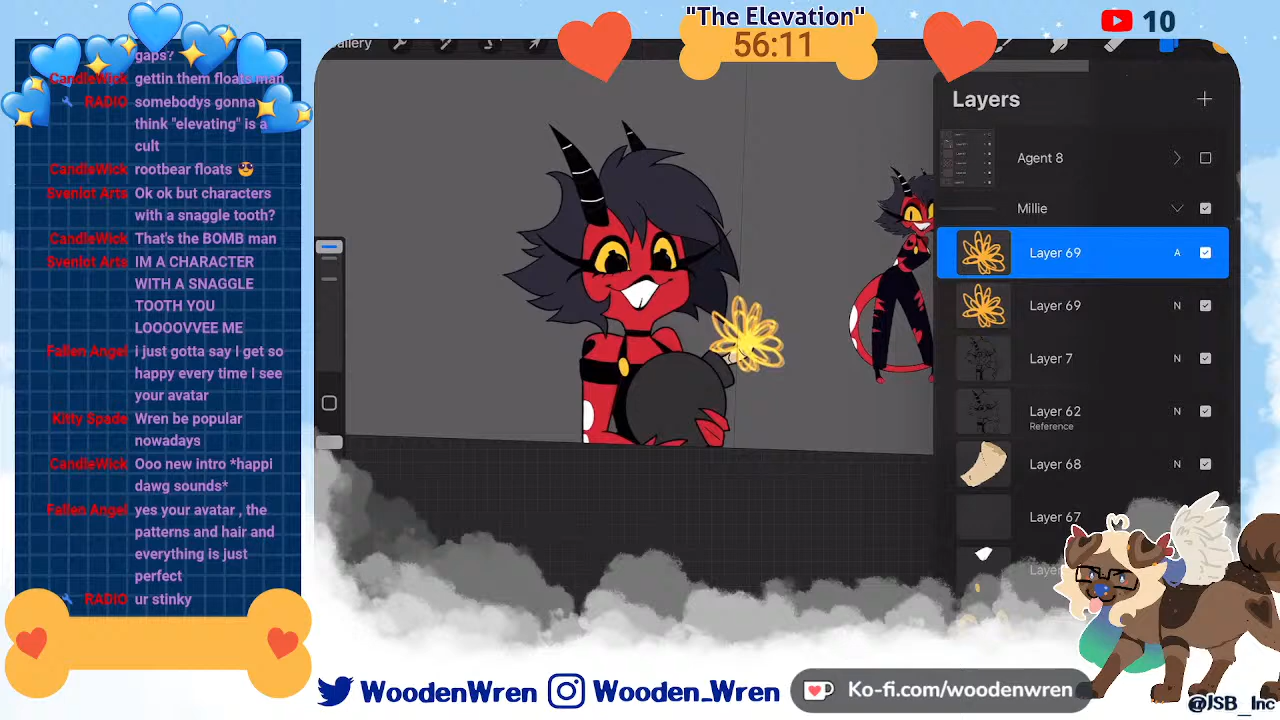 "The Elevation"
56:11
10
gaps?
CandleWick gettin them floats man
RADIO somebodys gonna
think "elevating" is a
cult
CandleWick rootbear floats
Sveniot Arts Ok ok but characters
with a snaggle tooth?
CandleWick That's the BOMB man
Sveniot Arts IM A CHARACTER
WITH A SNAGGLE
TOOTH YOU
LOOOOVVEE ME
Fallen Angel i just gotta say I get so
happy every time I see
your avatar
Kitty Spade Wren be popular
nowadays
CandleWick Ooo new intro *happi
dawg sounds*
Fallen Angel yes your avatar , the
patterns and hair and
everything is just
perfect
RADIO ur stinky
Layers
Agent 8
Millie
Layer 69 A
Layer 69 N
Layer 7 N
Layer 62 N
Reference
Layer 68 N
Layer 67
WoodenWren
Wooden_Wren
Ko-fi.com/woodenwren
@JSB_Inc